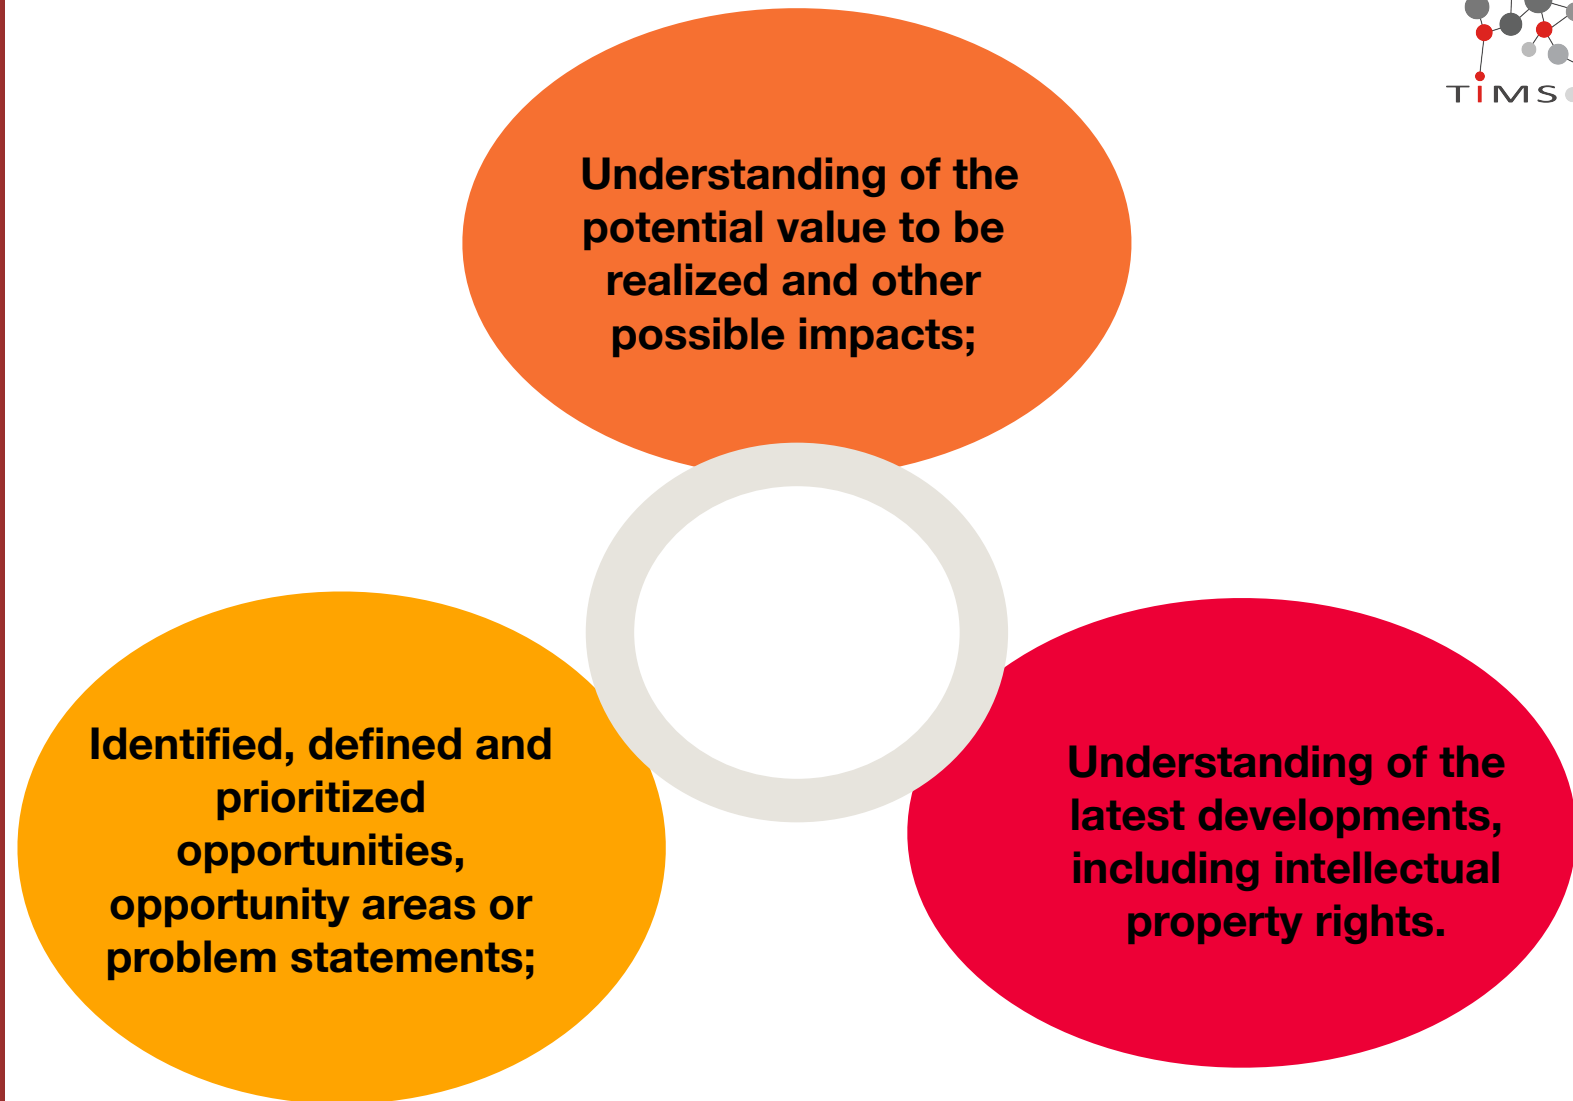 TiMS
Understanding of the
potential value to be
realized and other
possible impacts;
Identified, defined and
prioritized
opportunities,
opportunity areas or
problem statements;
Understanding of the
latest developments,
including intellectual
property rights.